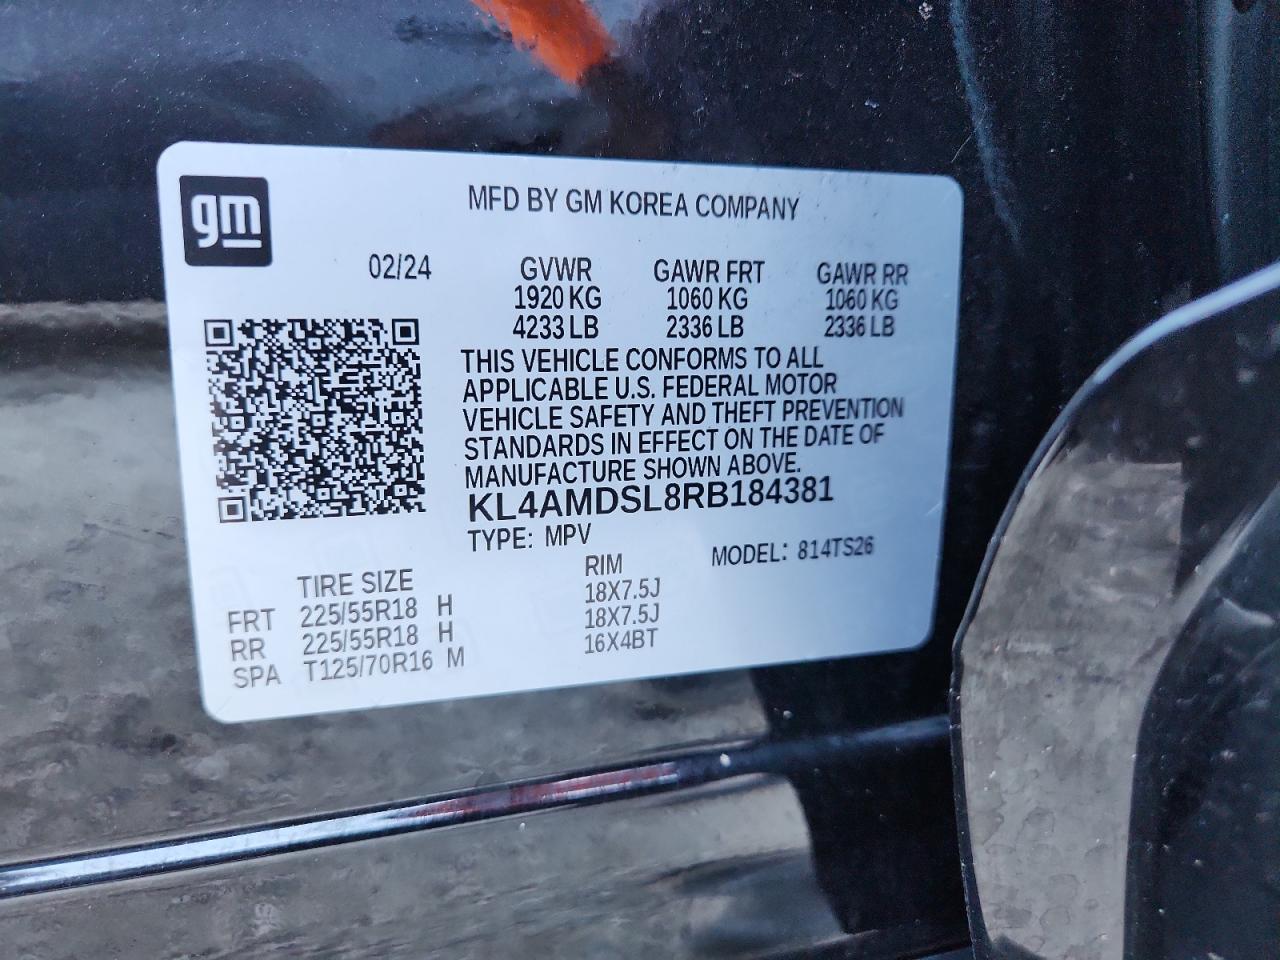 gm
MFD BY GM KOREA COMPANY
02/24 GVWR GAWR FRT GAWR RR
1920 KG 1060 KG 1060 KG
4233 LB 2336 LB 2336 LB
THIS VEHICLE CONFORMS TO ALL
APPLICABLE U.S. FEDERAL MOTOR
VEHICLE SAFETY AND THEFT PREVENTION
STANDARDS IN EFFECT ON THE DATE OF
MANUFACTURE SHOWN ABOVE.
KL4AMDSL8RB184381
TYPE: MPV MODEL: 814TS26
TIRE SIZE RIM
FRT 225/55R18 H 18X7.5J
RR 225/55R18 H 18X7.5J
SPA T125/70R16 M 16X4BT